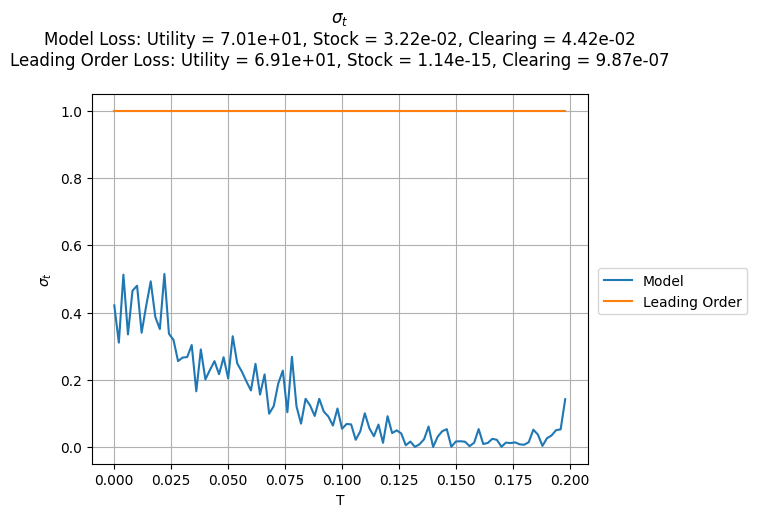 σt
Model Loss: Utility = 7.01e+01, Stock = 3.22e-02, Clearing = 4.42e-02
Leading Order Loss: Utility = 6.91e+01, Stock = 1.14e-15, Clearing = 9.87e-07
1.0
0.8
0.6
0.4
0.2
0.0
σt
0.000 0.025 0.050 0.075 0.100 0.125 0.150 0.175 0.200
T
Model
Leading Order